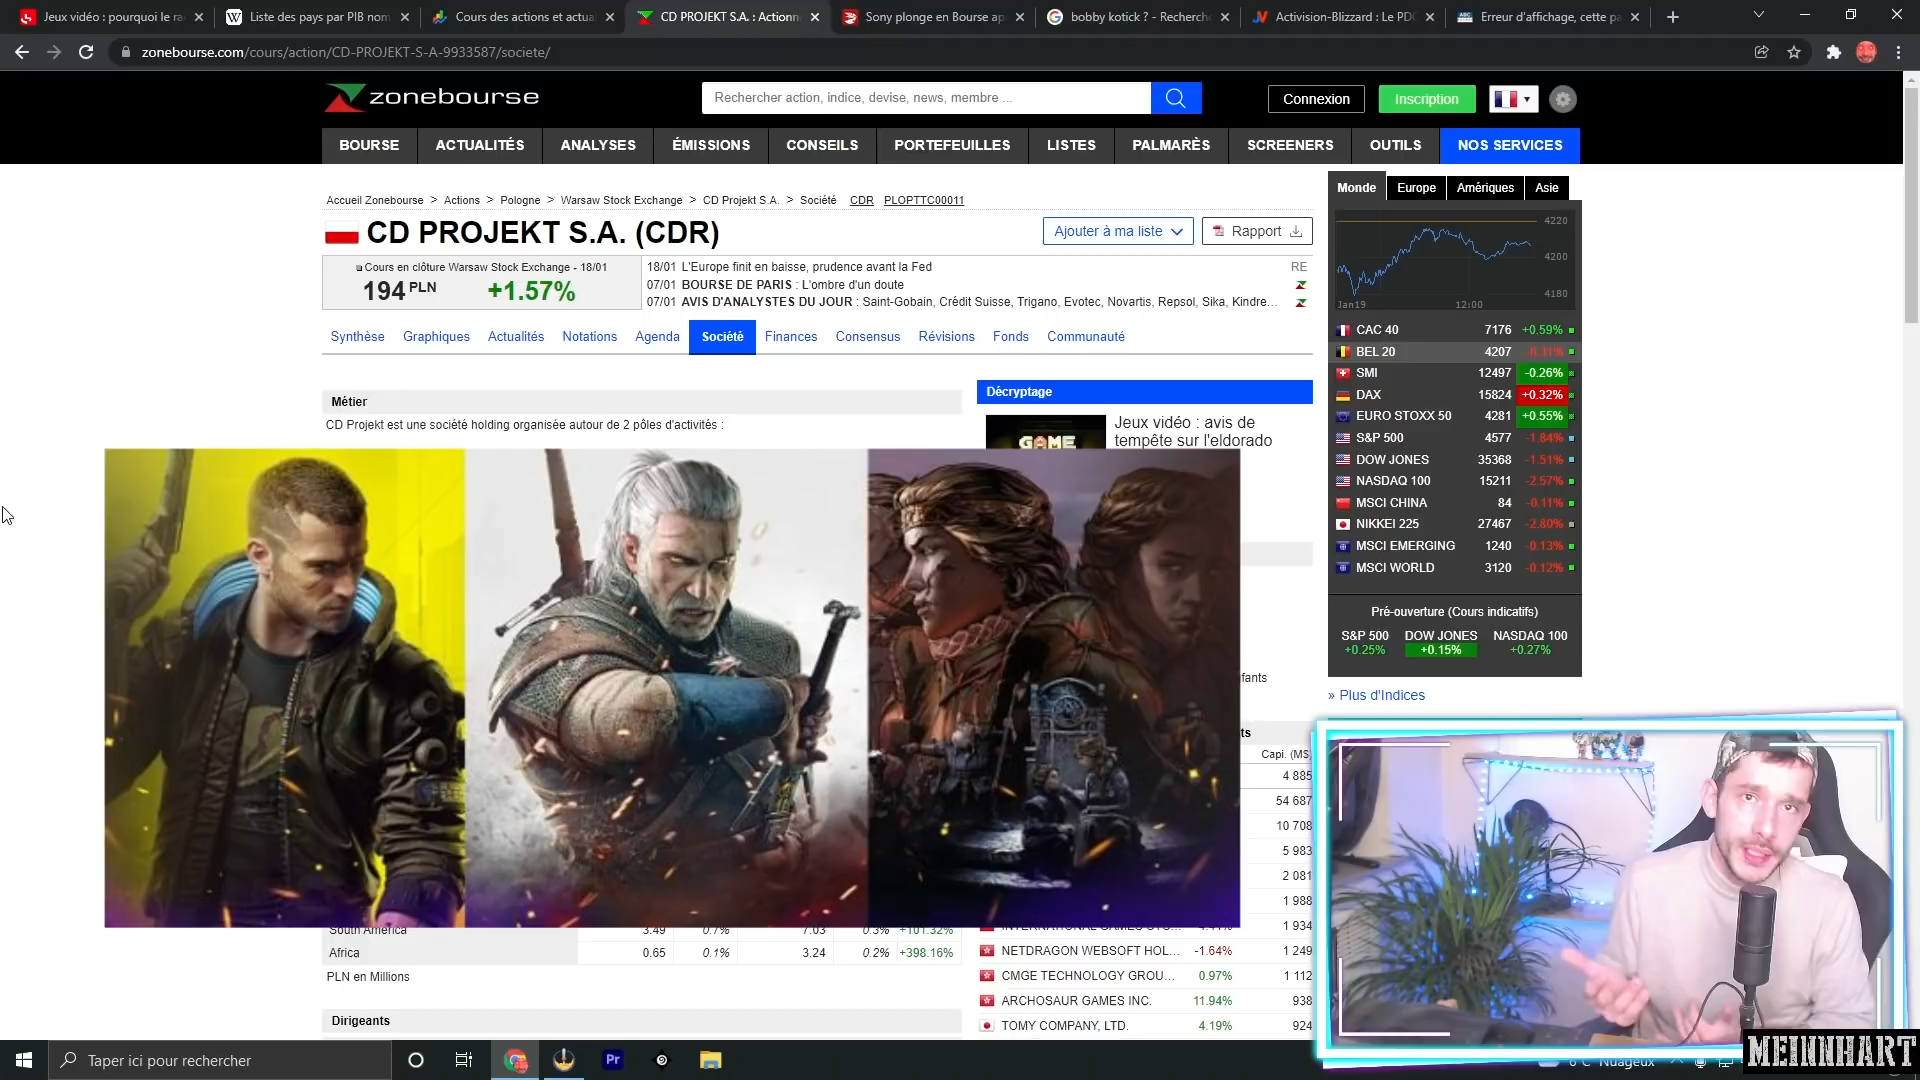 Jeux vidéo : pourquoi le ra
Liste des pays par PIB nom
Cours des actions et actua
CD PROJEKT S.A. : Actionn
Sony plonge en Bourse ap
bobby kotick ? - Recherch
Activision-Blizzard : Le PD
Erreur d'affichage, cette pa
zonebourse.com/cours/action/CD-PROJEKT-S-A-9933587/societe/
zonebourse
Rechercher action, indice, devise, news, membre ...
Connexion
Inscription
BOURSE
ACTUALITÉS
ANALYSES
ÉMISSIONS
CONSEILS
PORTEFEUILLES
LISTES
PALMARÈS
SCREENERS
OUTILS
NOS SERVICES
Accueil Zonebourse > Actions > Pologne > Warsaw Stock Exchange > CD Projekt S.A. > Société CDR PLOPTTC00011
CD PROJEKT S.A. (CDR)
Ajouter à ma liste
Rapport
Cours en clôture Warsaw Stock Exchange - 18/01
194 PLN +1.57%
18/01 L'Europe finit en baisse, prudence avant la Fed RE
07/01 BOURSE DE PARIS : L'ombre d'un doute
07/01 AVIS D'ANALYSTES DU JOUR : Saint-Gobain, Crédit Suisse, Trigano, Evotec, Novartis, Repsol, Sika, Kindre...
Synthèse
Graphiques
Actualités
Notations
Agenda
Société
Finances
Consensus
Révisions
Fonds
Communauté
Métier
CD Projekt est une société holding organisée autour de 2 pôles d'activités :
Décryptage
GAME
Jeux vidéo : avis de
tempête sur l'eldorado
fants
ts
Capi. (M$)
4 885
54 687
10 708
5 983
2 081
1 988
1 934
South America 3.49 0.7% 7.03 0.3% +101.32%
Africa 0.65 0.1% 3.24 0.2% +398.16%
PLN en Millions
Dirigeants
NETDRAGON WEBSOFT HOL... -1.64% 1 249
CMGE TECHNOLOGY GROU... 0.97% 1 112
ARCHOSAUR GAMES INC. 11.94% 938
TOMY COMPANY, LTD. 4.19% 924
Monde
Europe
Amériques
Asie
4220
4200
4180
Jan19
12:00
CAC 40 7176 +0.59%
BEL 20 4207
SMI 12497 -0.26%
DAX 15824 +0.32%
EURO STOXX 50 4281 +0.55%
S&P 500 4577 -1.84%
DOW JONES 35368 -1.51%
NASDAQ 100 15211 -2.57%
MSCI CHINA 84 -0.11%
NIKKEI 225 27467 -2.80%
MSCI EMERGING 1240 -0.13%
MSCI WORLD 3120 -0.12%
Pré-ouverture (Cours indicatifs)
S&P 500 DOW JONES NASDAQ 100
+0.25% +0.15% +0.27%
» Plus d'Indices
Taper ici pour rechercher
Pr
6°C Nuageux
MEINNHART